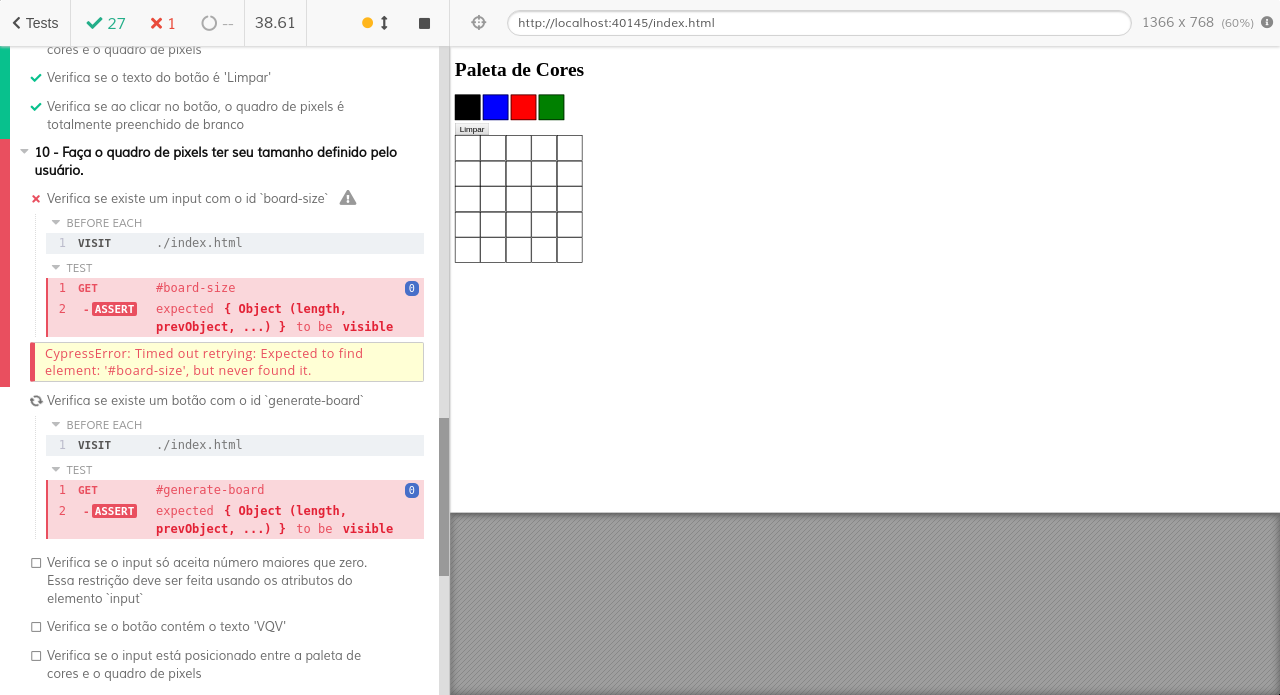 Tests
27
1
--
38.61
http://localhost:40145/index.html
1366 x 768 (60%)
cores e o quadro de pixels
Verifica se o texto do botão é 'Limpar'
Verifica se ao clicar no botão, o quadro de pixels é
totalmente preenchido de branco
10 - Faça o quadro de pixels ter seu tamanho definido pelo
usuário.
Verifica se existe um input com o id `board-size`
BEFORE EACH
1 VISIT ./index.html
TEST
1 GET #board-size 0
2 - ASSERT expected { Object (length,
prevObject, ...) } to be visible
CypressError: Timed out retrying: Expected to find
element: '#board-size', but never found it.
Verifica se existe um botão com o id `generate-board`
BEFORE EACH
1 VISIT ./index.html
TEST
1 GET #generate-board 0
2 - ASSERT expected { Object (length,
prevObject, ...) } to be visible
Verifica se o input só aceita número maiores que zero.
Essa restrição deve ser feita usando os atributos do
elemento `input`
Verifica se o botão contém o texto 'VQV'
Verifica se o input está posicionado entre a paleta de
cores e o quadro de pixels
Paleta de Cores
Limpar